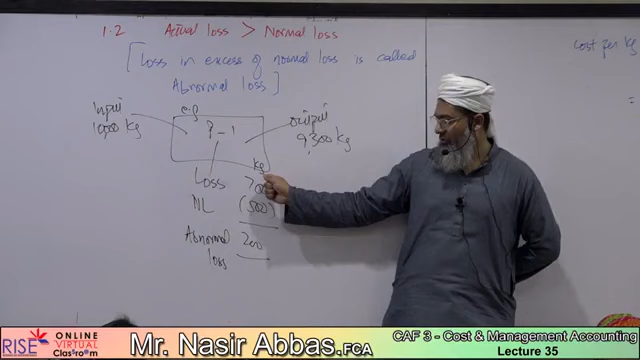 1.2 Actual loss > Normal loss
[Loss in excess of normal loss is called
Abnormal loss]
cost per kg
=
e.g
Input
10,000 kg
P-1
output
9,300 kg
kg
Loss 700
NL (500)
Abnormal 200
loss
RISE
ONLINE
VIRTUAL
Classroom
Mr. Nasir Abbas.FCA
CAF 3 - Cost & Management Accounting
Lecture 35